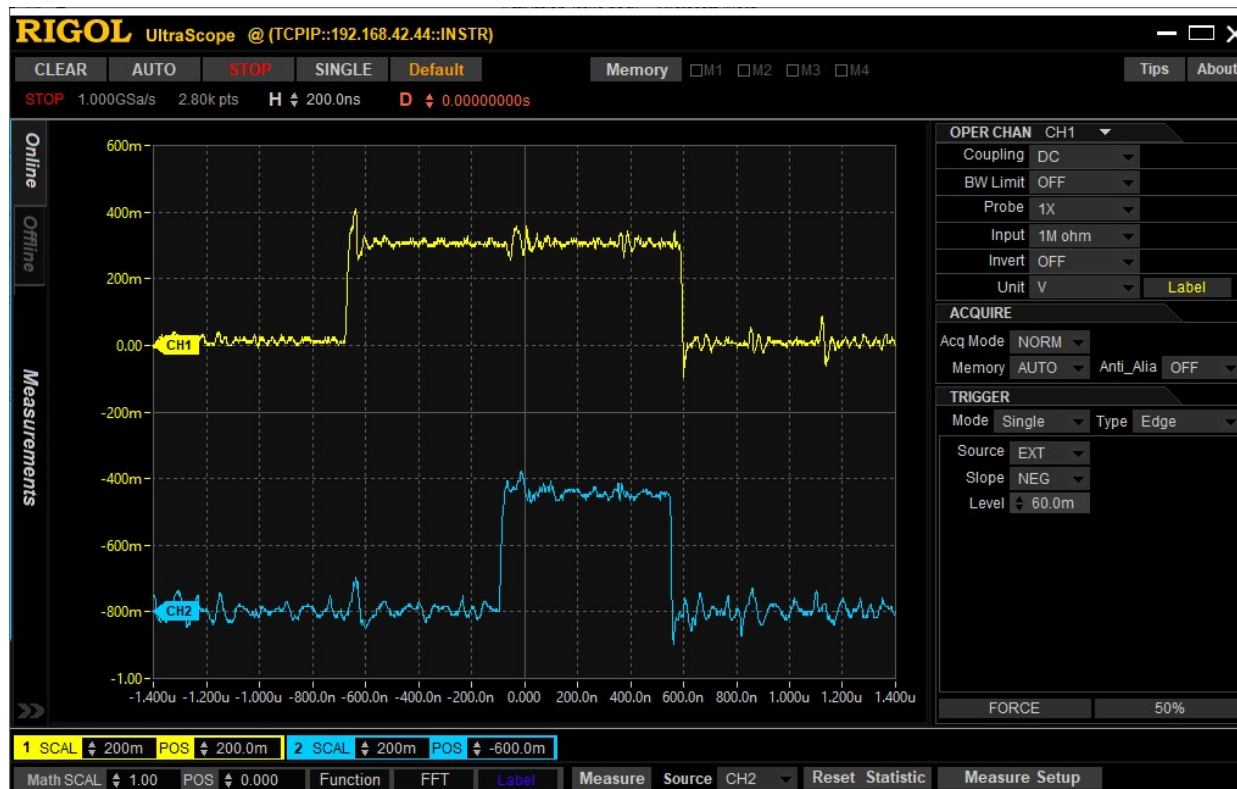 RIGOL UltraScope @ (TCPIP::192.168.42.44::INSTR)
CLEAR AUTO STOP SINGLE Default Memory M1 M2 M3 M4 Tips About
STOP 1.000GSa/s 2.80k pts H 200.0ns D 0.00000000s
Online
Offline
Measurements
600m
400m
200m
0.00
-200m
-400m
-600m
-800m
-1.00
CH1
CH2
-1.400u -1.200u -1.000u -800.0n -600.0n -400.0n -200.0n 0.000 200.0n 400.0n 600.0n 800.0n 1.000u 1.200u 1.400u
OPER CHAN CH1
Coupling DC
BW Limit OFF
Probe 1X
Input 1M ohm
Invert OFF
Unit V Label
ACQUIRE
Acq Mode NORM
Memory AUTO Anti_Alia OFF
TRIGGER
Mode Single Type Edge
Source EXT
Slope NEG
Level 60.0m
FORCE 50%
1 SCAL 200m POS 200.0m 2 SCAL 200m POS -600.0m
Math SCAL 1.00 POS 0.000 Function FFT Label Measure Source CH2 Reset Statistic Measure Setup